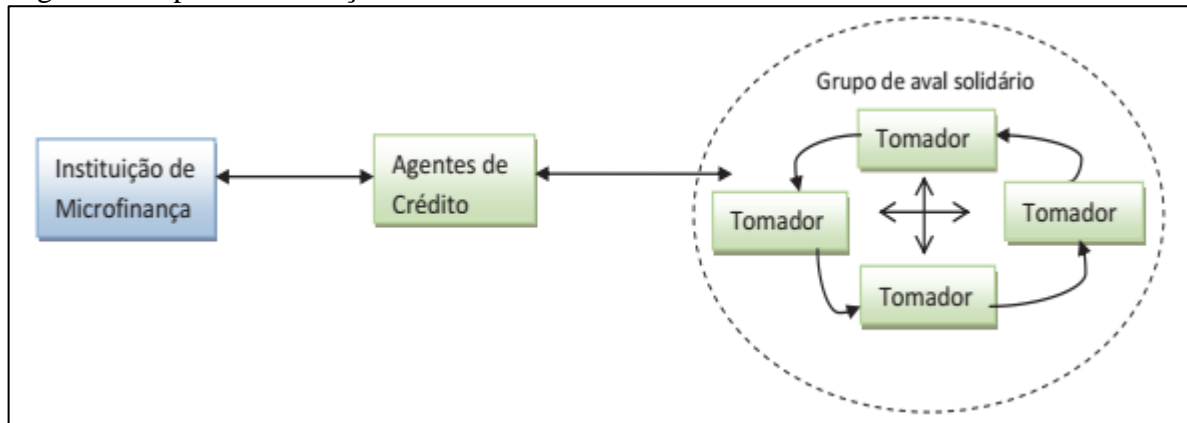 Grupo de aval solidário
Tomador
Instituição de
Microfinança
Agentes de
Crédito
Tomador
Tomador
Tomador